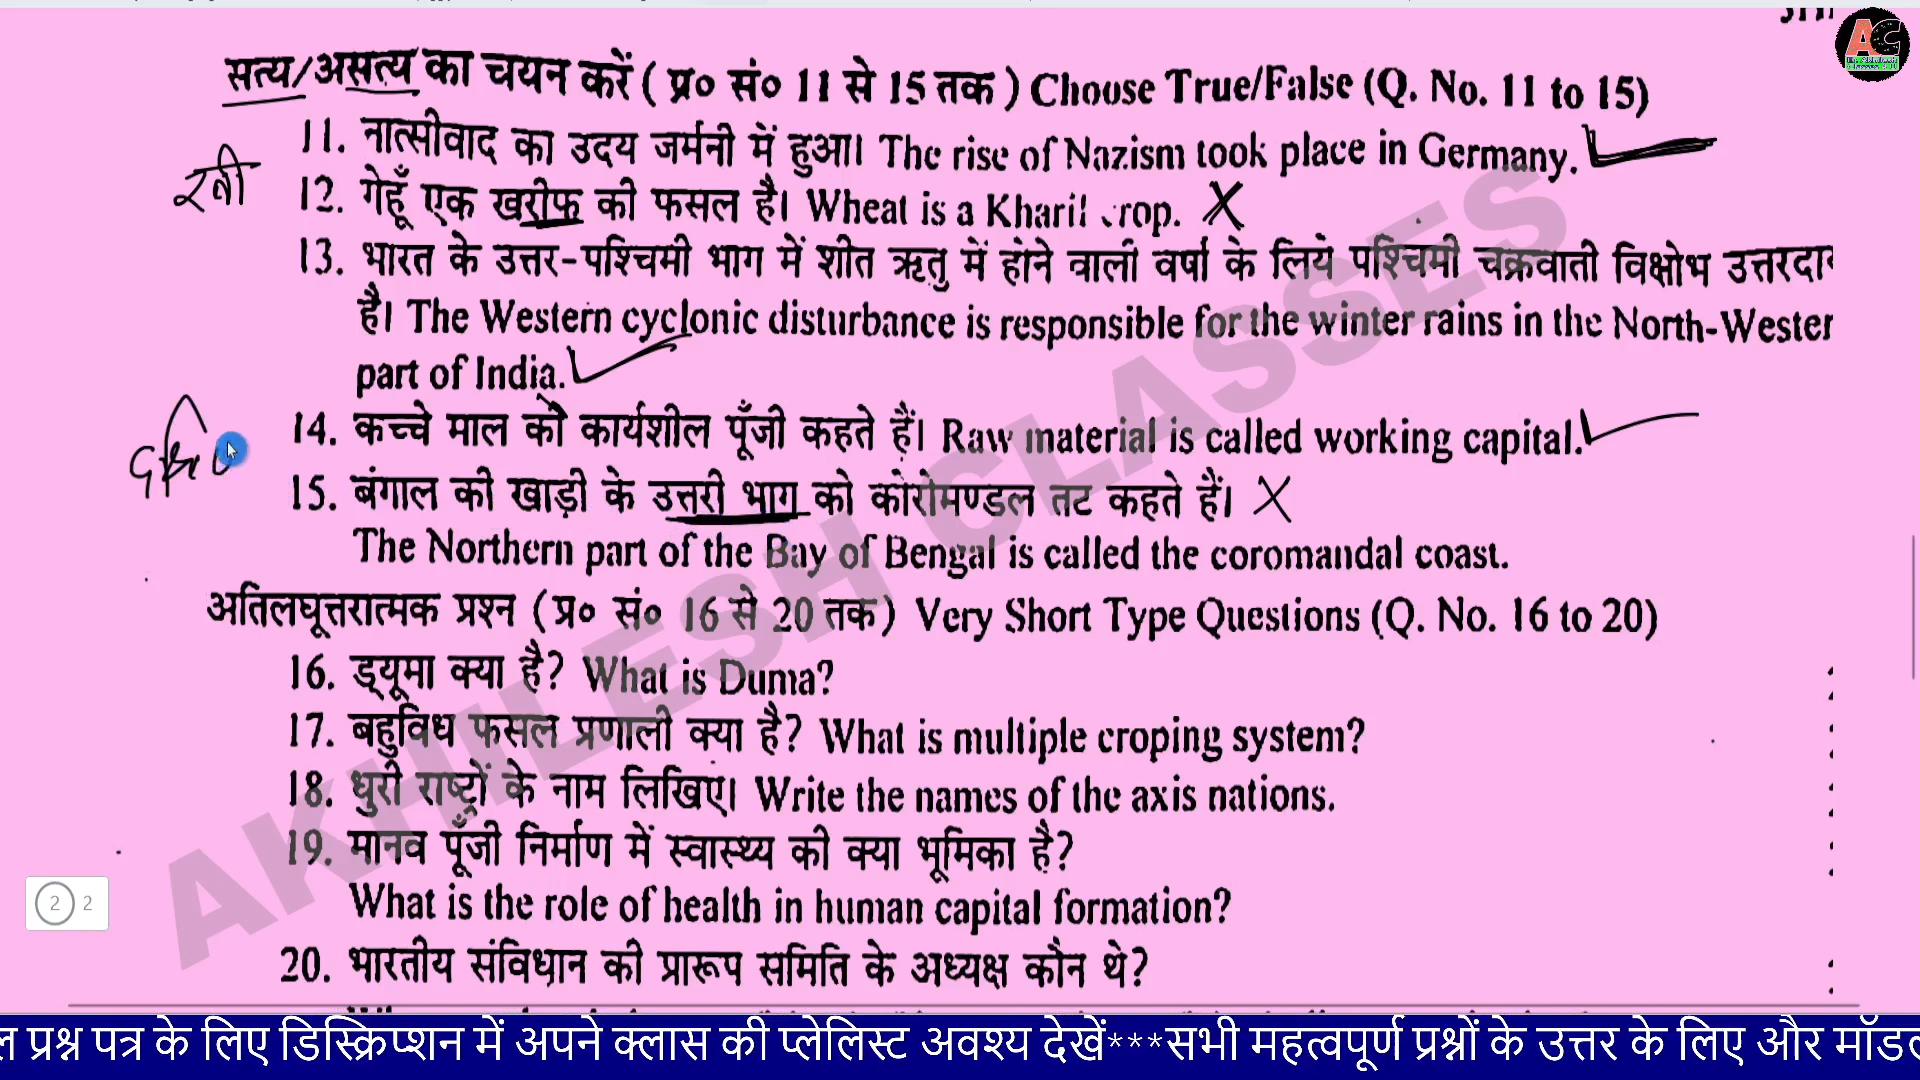 सत्य/असत्य का चयन करें ( प्र० सं० 11 से 15 तक ) Choose True/False (Q. No. 11 to 15)
11. नात्सीवाद का उदय जर्मनी में हुआ। The rise of Nazism took place in Germany.
रबी
12. गेहूँ एक खरीफ की फसल है। Wheat is a Kharif crop.
13. भारत के उत्तर-पश्चिमी भाग में शीत ऋतु में होने वाली वर्षा के लिये पश्चिमी चक्रवाती विक्षोभ
है। The Western cyclonic disturbance is responsible for the winter rains in the North-Wester
part of India.
14. कच्चे माल को कार्यशील पूँजी कहते हैं। Raw material is called working capital.
15. बंगाल की खाड़ी के उत्तरी भाग को कोरोमण्डल तट कहते हैं।
The Northern part of the Bay of Bengal is called the coromandal coast.
अतिलघूत्तरात्मक प्रश्न ( प्र० सं० 16 से 20 तक) Very Short Type Questions (Q. No. 16 to 20)
16. ड्यूमा क्या है? What is Duma?
17. बहुविध फसल प्रणाली क्या है? What is multiple croping system?
18. धुरी राष्ट्रों के नाम लिखिए। Write the names of the axis nations.
19. मानव पूँजी निर्माण में स्वास्थ्य की क्या भूमिका है?
What is the role of health in human capital formation?
20. भारतीय संविधान की प्रारूप समिति के अध्यक्ष कौन थे?
AKHILESH CLASSES
AC
2 2
प्रश्न पत्र के लिए डिस्क्रिप्शन में अपने क्लास की प्लेलिस्ट अवश्य देखें***सभी महत्वपूर्ण प्रश्नों के उत्तर के लिए और मॉडल